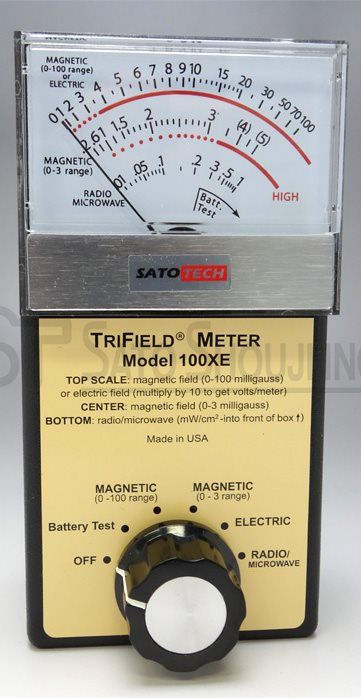 MAGNETIC
(0-100 range)
or
ELECTRIC
0 1 2 3 4 5 6 7 8 9 10 15 20 30 50 70 100
.2 .6 1 1.5 2 3 (4) (5)
MAGNETIC
(0-3 range)
RADIO
MICROWAVE
.01 .05 .1 .2 .3 .5 1
Batt.
Test
HIGH
SATOTECH
TRIFIELD® METER
Model 100XE
TOP SCALE: magnetic field (0-100 milligauss)
or electric field (multiply by 10 to get volts/meter)
CENTER: magnetic field (0-3 milligauss)
BOTTOM: radio/microwave (mW/cm²-into front of box ↑)
Made in USA
MAGNETIC
(0 -100 range)
MAGNETIC
(0 - 3 range)
Battery Test
ELECTRIC
OFF
RADIO/
MICROWAVE